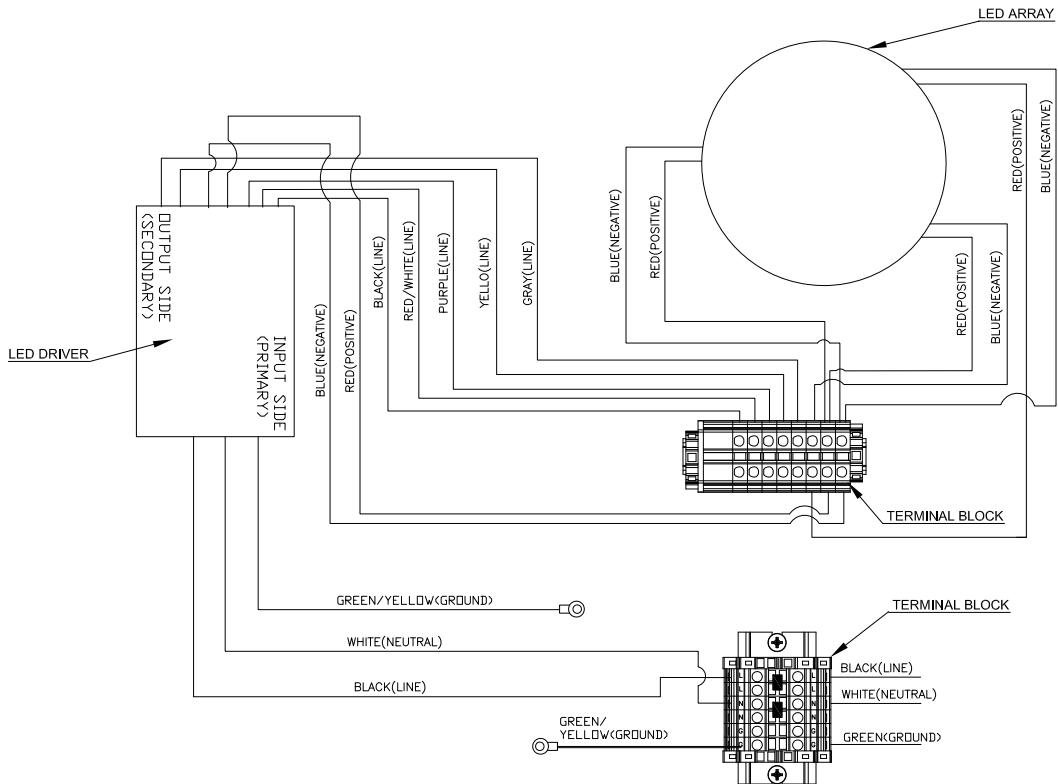 LED ARRAY
RED(POSITIVE)
BLUE(NEGATIVE)
BLUE(NEGATIVE)
RED(POSITIVE)
RED(POSITIVE)
BLUE(NEGATIVE)
OUTPUT SIDE
(SECONDARY)
INPUT SIDE
(PRIMARY)
LED DRIVER
BLUE(NEGATIVE)
RED(POSITIVE)
BLACK(LINE)
RED/WHITE(LINE)
PURPLE(LINE)
YELLO(LINE)
GRAY(LINE)
TERMINAL BLOCK
GREEN/YELLOW(GROUND)
WHITE(NEUTRAL)
BLACK(LINE)
GREEN/
YELLOW(GROUND)
TERMINAL BLOCK
BLACK(LINE)
WHITE(NEUTRAL)
GREEN(GROUND)
L L
L L
N N
N N
G G
G G